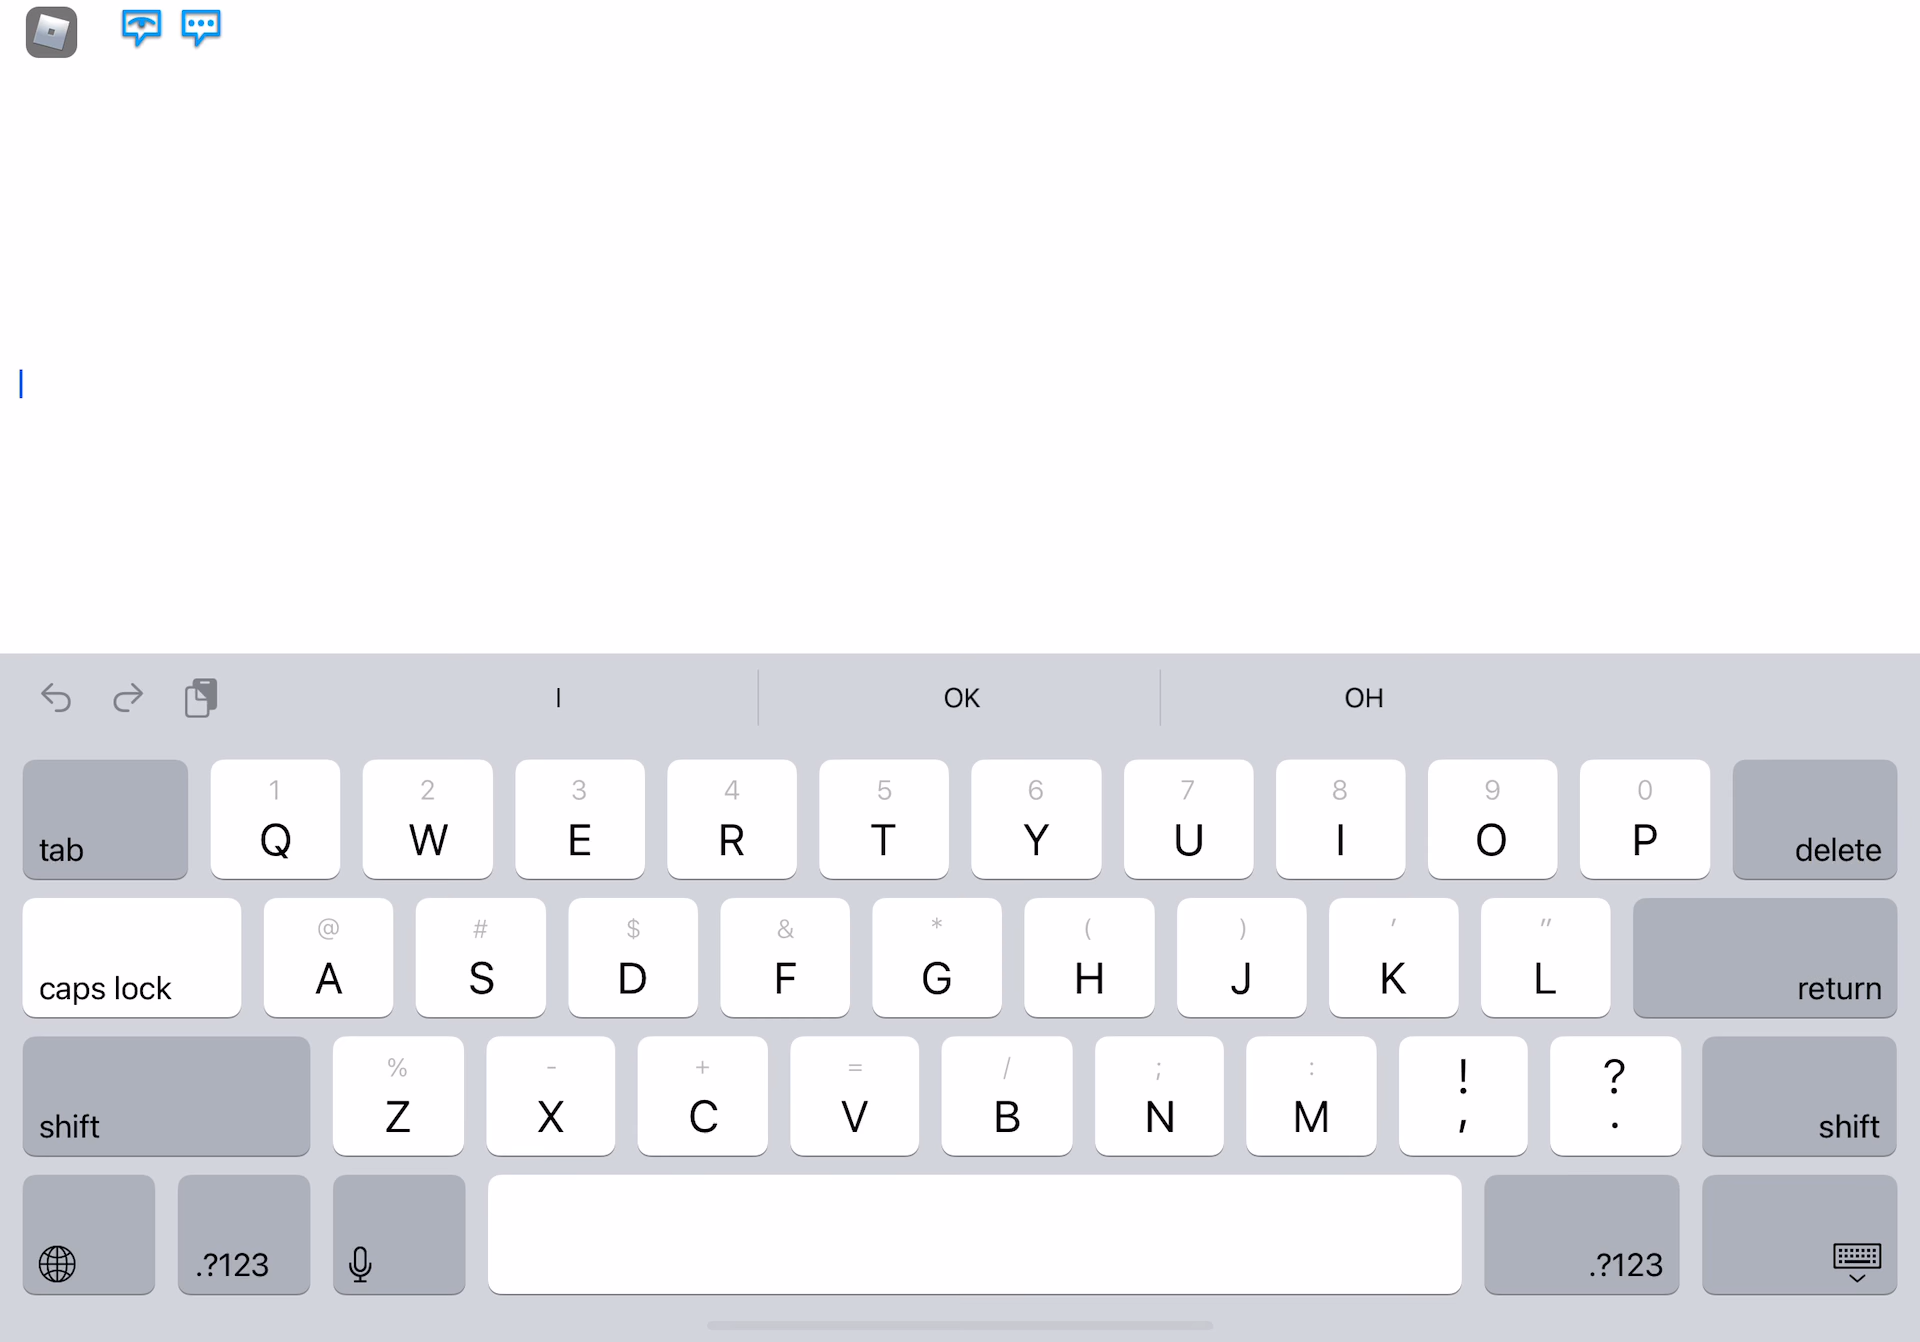 I OK OH
tab 1 Q 2 W 3 E 4 R 5 T 6 Y 7 U 8 I 9 O 0 P delete
caps lock @ A # S $ D & F * G ( H ) J ' K " L return
shift % Z - X + C = V / B ; N : M ! , ? . shift
.?123 .?123